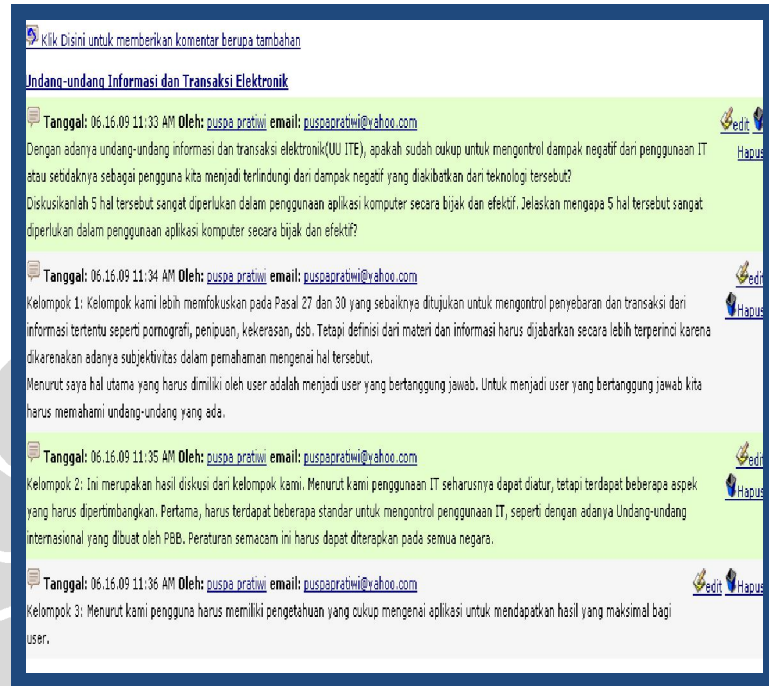 Klik Disini untuk memberikan komentar berupa tambahan
Undang-undang Informasi dan Transaksi Elektronik
Tanggal: 06.16.09 11:33 AM Oleh: puspa pratiwi email: puspapratiwi@yahoo.com edit
Dengan adanya undang-undang informasi dan transaksi elektronik(UU ITE), apakah sudah cukup untuk mengontrol dampak negatif dari penggunaan IT Hapus
atau setidaknya sebagai pengguna kita menjadi terlindungi dari dampak negatif yang diakibatkan dari teknologi tersebut?
Diskusikanlah 5 hal tersebut sangat diperlukan dalam penggunaan aplikasi komputer secara bijak dan efektif. Jelaskan mengapa 5 hal tersebut sangat
diperlukan dalam penggunaan aplikasi komputer secara bijak dan efektif?
Tanggal: 06.16.09 11:34 AM Oleh: puspa pratiwi email: puspapratiwi@yahoo.com edit
Kelompok 1: Kelompok kami lebih memfokuskan pada Pasal 27 dan 30 yang sebaiknya ditujukan untuk mengontrol penyebaran dan transaksi dari Hapus
informasi tertentu seperti pornografi, penipuan, kekerasan, dsb. Tetapi definisi dari materi dan informasi harus dijabarkan secara lebih terperinci karena
dikarenakan adanya subjektivitas dalam pemahaman mengenai hal tersebut.
Menurut saya hal utama yang harus dimiliki oleh user adalah menjadi user yang bertanggung jawab. Untuk menjadi user yang bertanggung jawab kita
harus memahami undang-undang yang ada.
Tanggal: 06.16.09 11:35 AM Oleh: puspa pratiwi email: puspapratiwi@yahoo.com edit
Kelompok 2: Ini merupakan hasil diskusi dari kelompok kami. Menurut kami penggunaan IT seharusnya dapat diatur, tetapi terdapat beberapa aspek Hapus
yang harus dipertimbangkan. Pertama, harus terdapat beberapa standar untuk mengontrol penggunaan IT, seperti dengan adanya Undang-undang
internasional yang dibuat oleh PBB. Peraturan semacam ini harus dapat diterapkan pada semua negara.
Tanggal: 06.16.09 11:36 AM Oleh: puspa pratiwi email: puspapratiwi@yahoo.com edit Hapus
Kelompok 3: Menurut kami pengguna harus memiliki pengetahuan yang cukup mengenai aplikasi untuk mendapatkan hasil yang maksimal bagi
user.